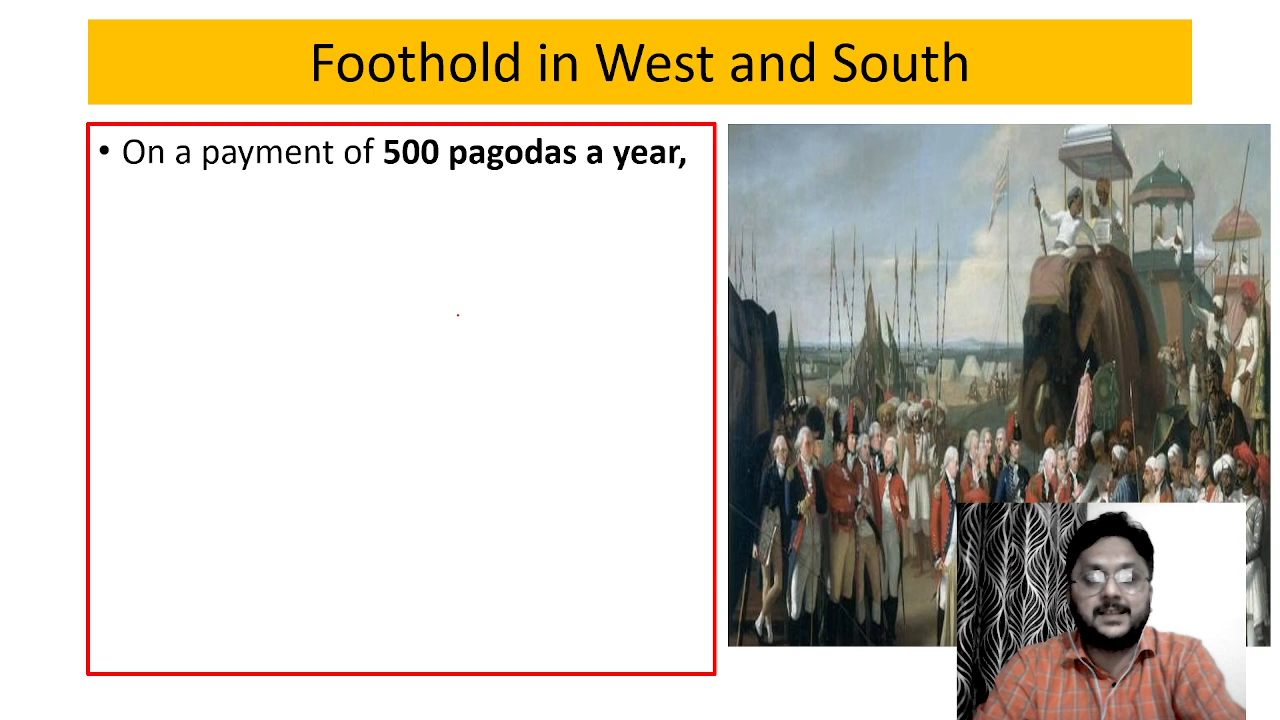 Foothold in West and South
• On a payment of 500 pagodas a year,